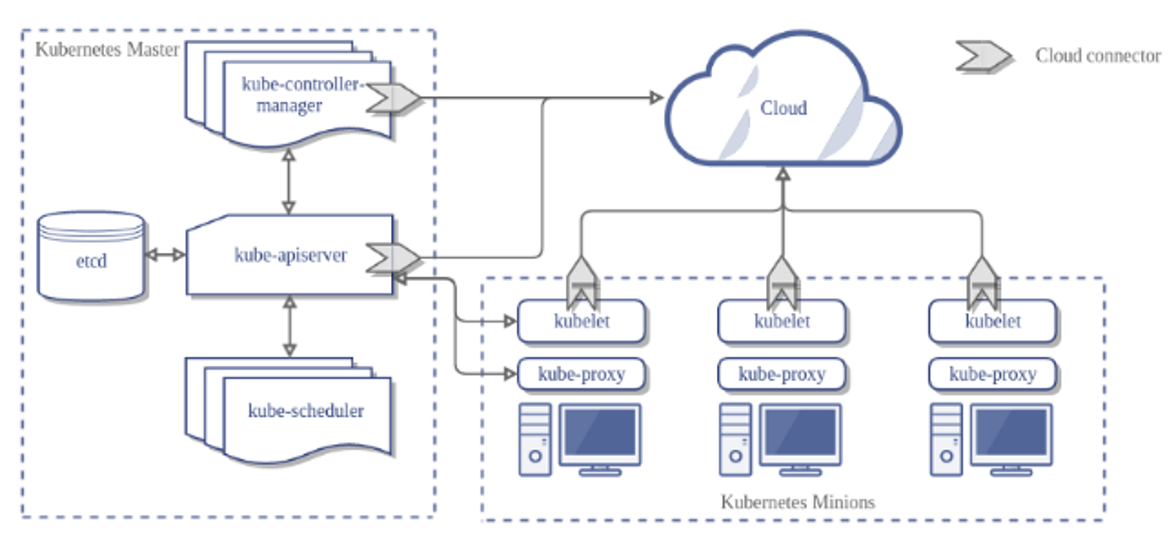 Kubernetes Master
kube-controller-
manager
Cloud
Cloud connector
etcd
kube-apiserver
kubelet
kubelet
kubelet
kube-proxy
kube-proxy
kube-proxy
kube-scheduler
Kubernetes Minions